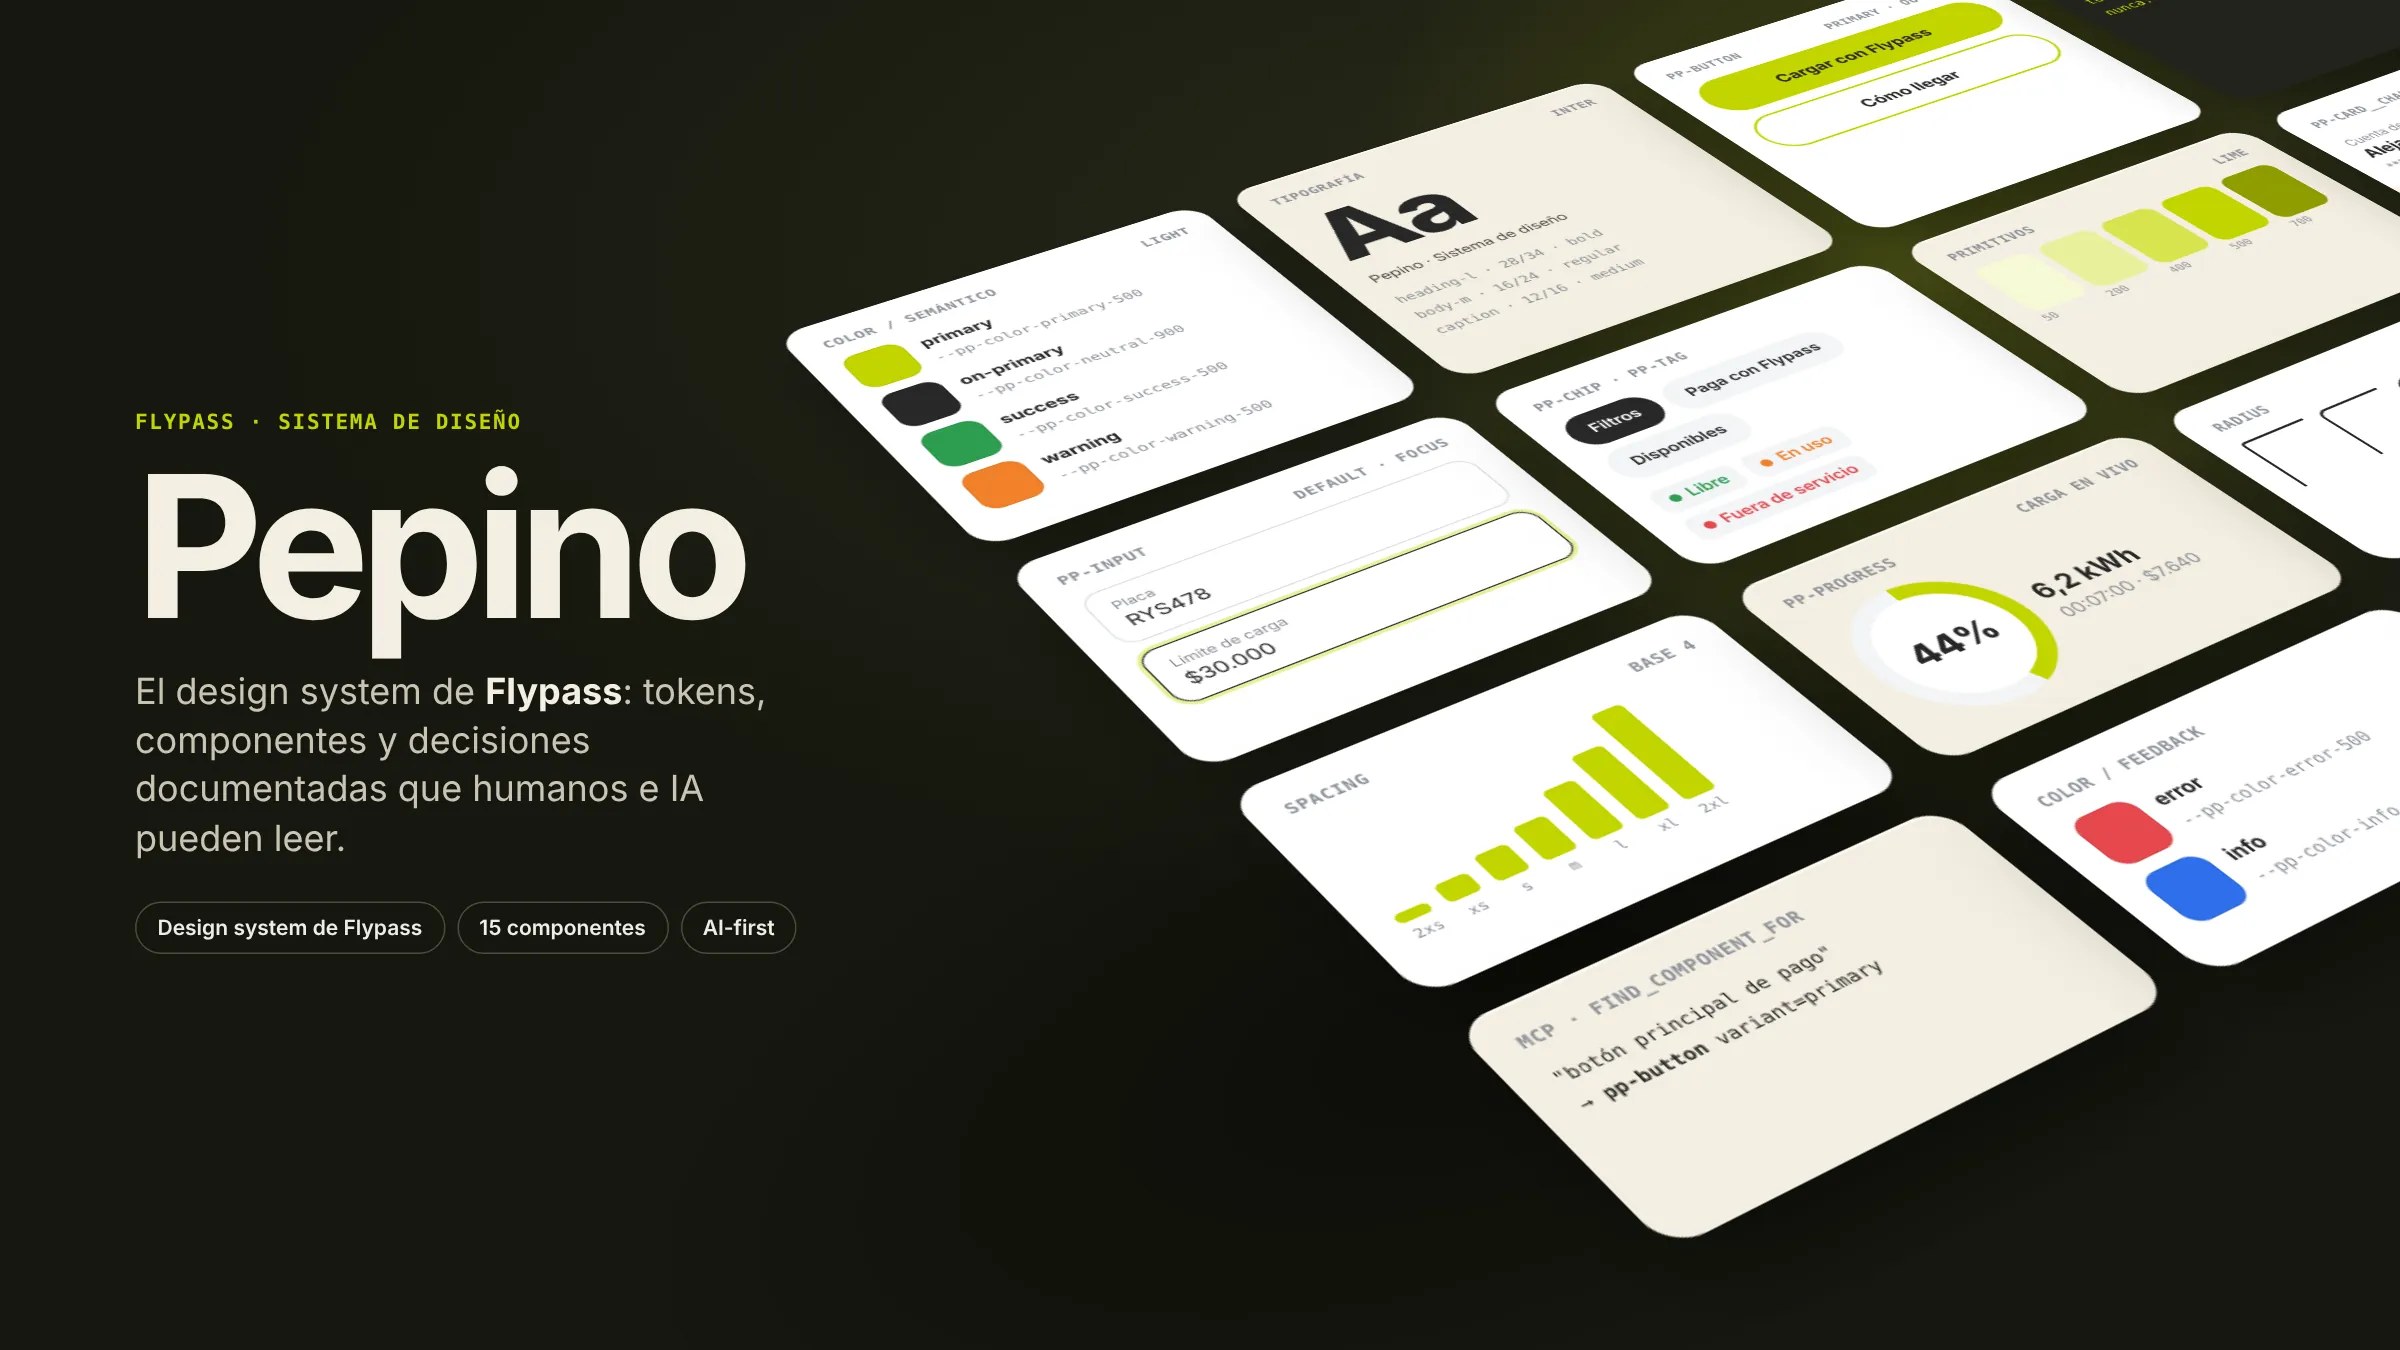 FLYPASS · SISTEMA DE DISEÑO
Pepino
El design system de Flypass: tokens,
componentes y decisiones
documentadas que humanos e IA
pueden leer.
Design system de Flypass
15 componentes
AI-first
COLOR / SEMÁNTICO
LIGHT
primary
--pp-color-primary-500
on-primary
--pp-color-neutral-900
success
--pp-color-success-500
warning
--pp-color-warning-500
TIPOGRAFÍA
INTER
Aa
Pepino · Sistema de diseño
heading-l · 28/34 · bold
body-m · 16/24 · regular
caption · 12/16 · medium
PP-BUTTON
PRIMARY ·
Cargar con Flypass
Cómo llegar
nunca
PP-INPUT
DEFAULT · FOCUS
Placa
RYS478
Límite de carga
$30.000
PP-CHIP · PP-TAG
Filtros
Paga con Flypass
Disponibles
Libre
En uso
Fuera de servicio
PRIMITIVOS
LIME
50
200
400
500
700
Cuenta de
SPACING
BASE 4
2xs
xs
s
m
l
xl
2xl
PP-PROGRESS
CARGA EN VIVO
44%
6,2 kWh
00:07:00 · $7.640
RADIUS
MCP · FIND_COMPONENT_FOR
"botón principal de pago"
→ pp-button variant=primary
COLOR / FEEDBACK
error
--pp-color-error-500
info
--pp-color-info